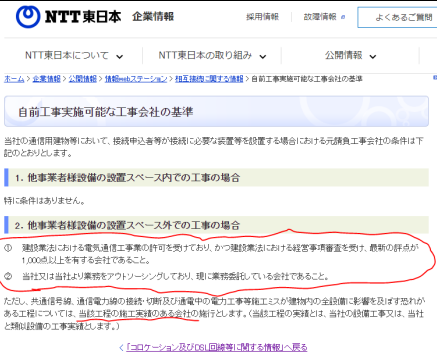 NTT東日本 企業情報
採用情報 故障情報 よくあるご質問
NTT東日本について NTT東日本の取り組み 公開情報
ホーム > 企業情報 > 公開情報 > 情報webステーション > 相互接続に関する情報 > 自前工事実施可能な工事会社の基準
自前工事実施可能な工事会社の基準
当社の通信用建物等において、接続申込者等が接続に必要な装置等を設置する場合における元請負工事会社の条件は下
記のとおりとします。
1. 他事業者様設備の設置スペース内での工事の場合
特に条件はありません。
2. 他事業者様設備の設置スペース外での工事の場合
① 建設業法における電気通信工事業の許可を受けており、かつ建設業法における経営事項審査を受け、最新の評点が
1,000点以上を有する会社であること。
② 当社又は当社より業務をアウトソーシングしており、現に業務委託している会社であること。
ただし、共通信号線、通信電力線の接続・切断及び通電中の電力工事等施工ミスが建物内の全設備に影響を及ぼす恐れが
ある工程については、当該工程の施工実績のある会社の施行とします。（当該工程の実績とは、当社の設備工事又は、当社
と類似設備の工事実績とします。）
<「コロケーション及びDSL回線等に関する情報」へ戻る